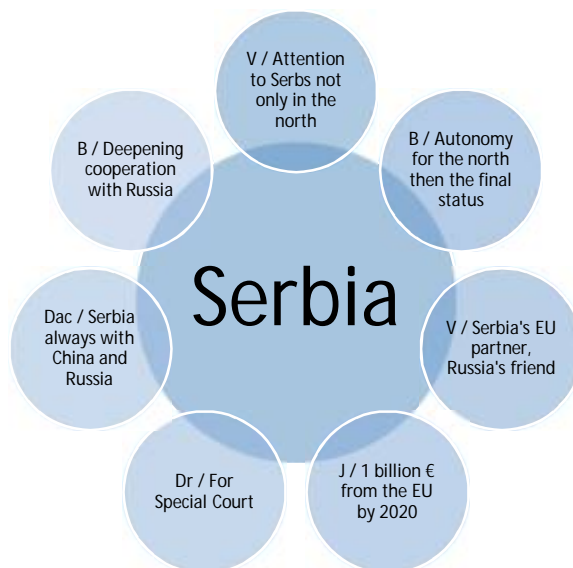 V / Attention
to Serbs not
only in the
north
B / Autonomy
for the north
then the final
status
V / Serbia's EU
partner,
Russia's friend
J / 1 billion €
from the EU
by 2020
Dr / For
Special Court
Dac / Serbia
always with
China and
Russia
B / Deepening
cooperation
with Russia
Serbia